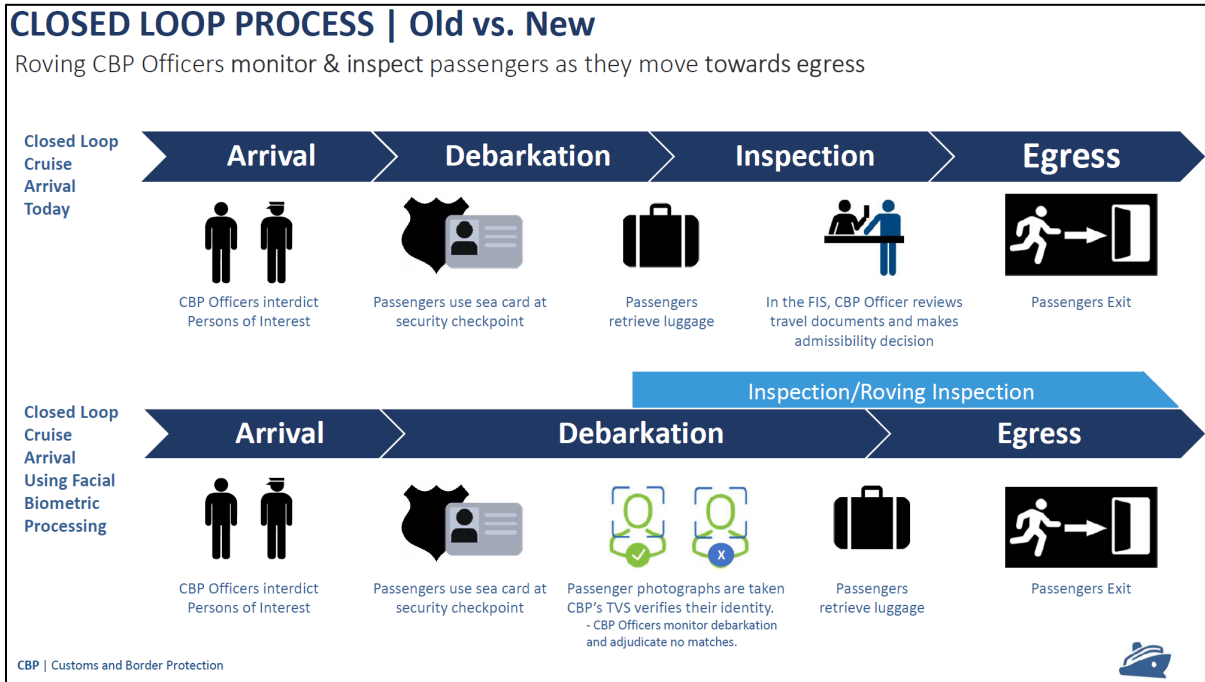 CLOSED LOOP PROCESS | Old vs. New
Roving CBP Officers monitor & inspect passengers as they move towards egress
Closed Loop
Cruise
Arrival
Today
Arrival
Debarkation
Inspection
Egress
CBP Officers interdict
Persons of Interest
Passengers use sea card at
security checkpoint
Passengers
retrieve luggage
In the FIS, CBP Officer reviews
travel documents and makes
admissibility decision
Passengers Exit
Inspection/Roving Inspection
Closed Loop
Cruise
Arrival
Using Facial
Biometric
Processing
Arrival
Debarkation
Egress
X
CBP Officers interdict
Persons of Interest
Passengers use sea card at
security checkpoint
Passenger photographs are taken
CBP's TVS verifies their identity.
- CBP Officers monitor debarkation
and adjudicate no matches.
Passengers
retrieve luggage
Passengers Exit
CBP | Customs and Border Protection